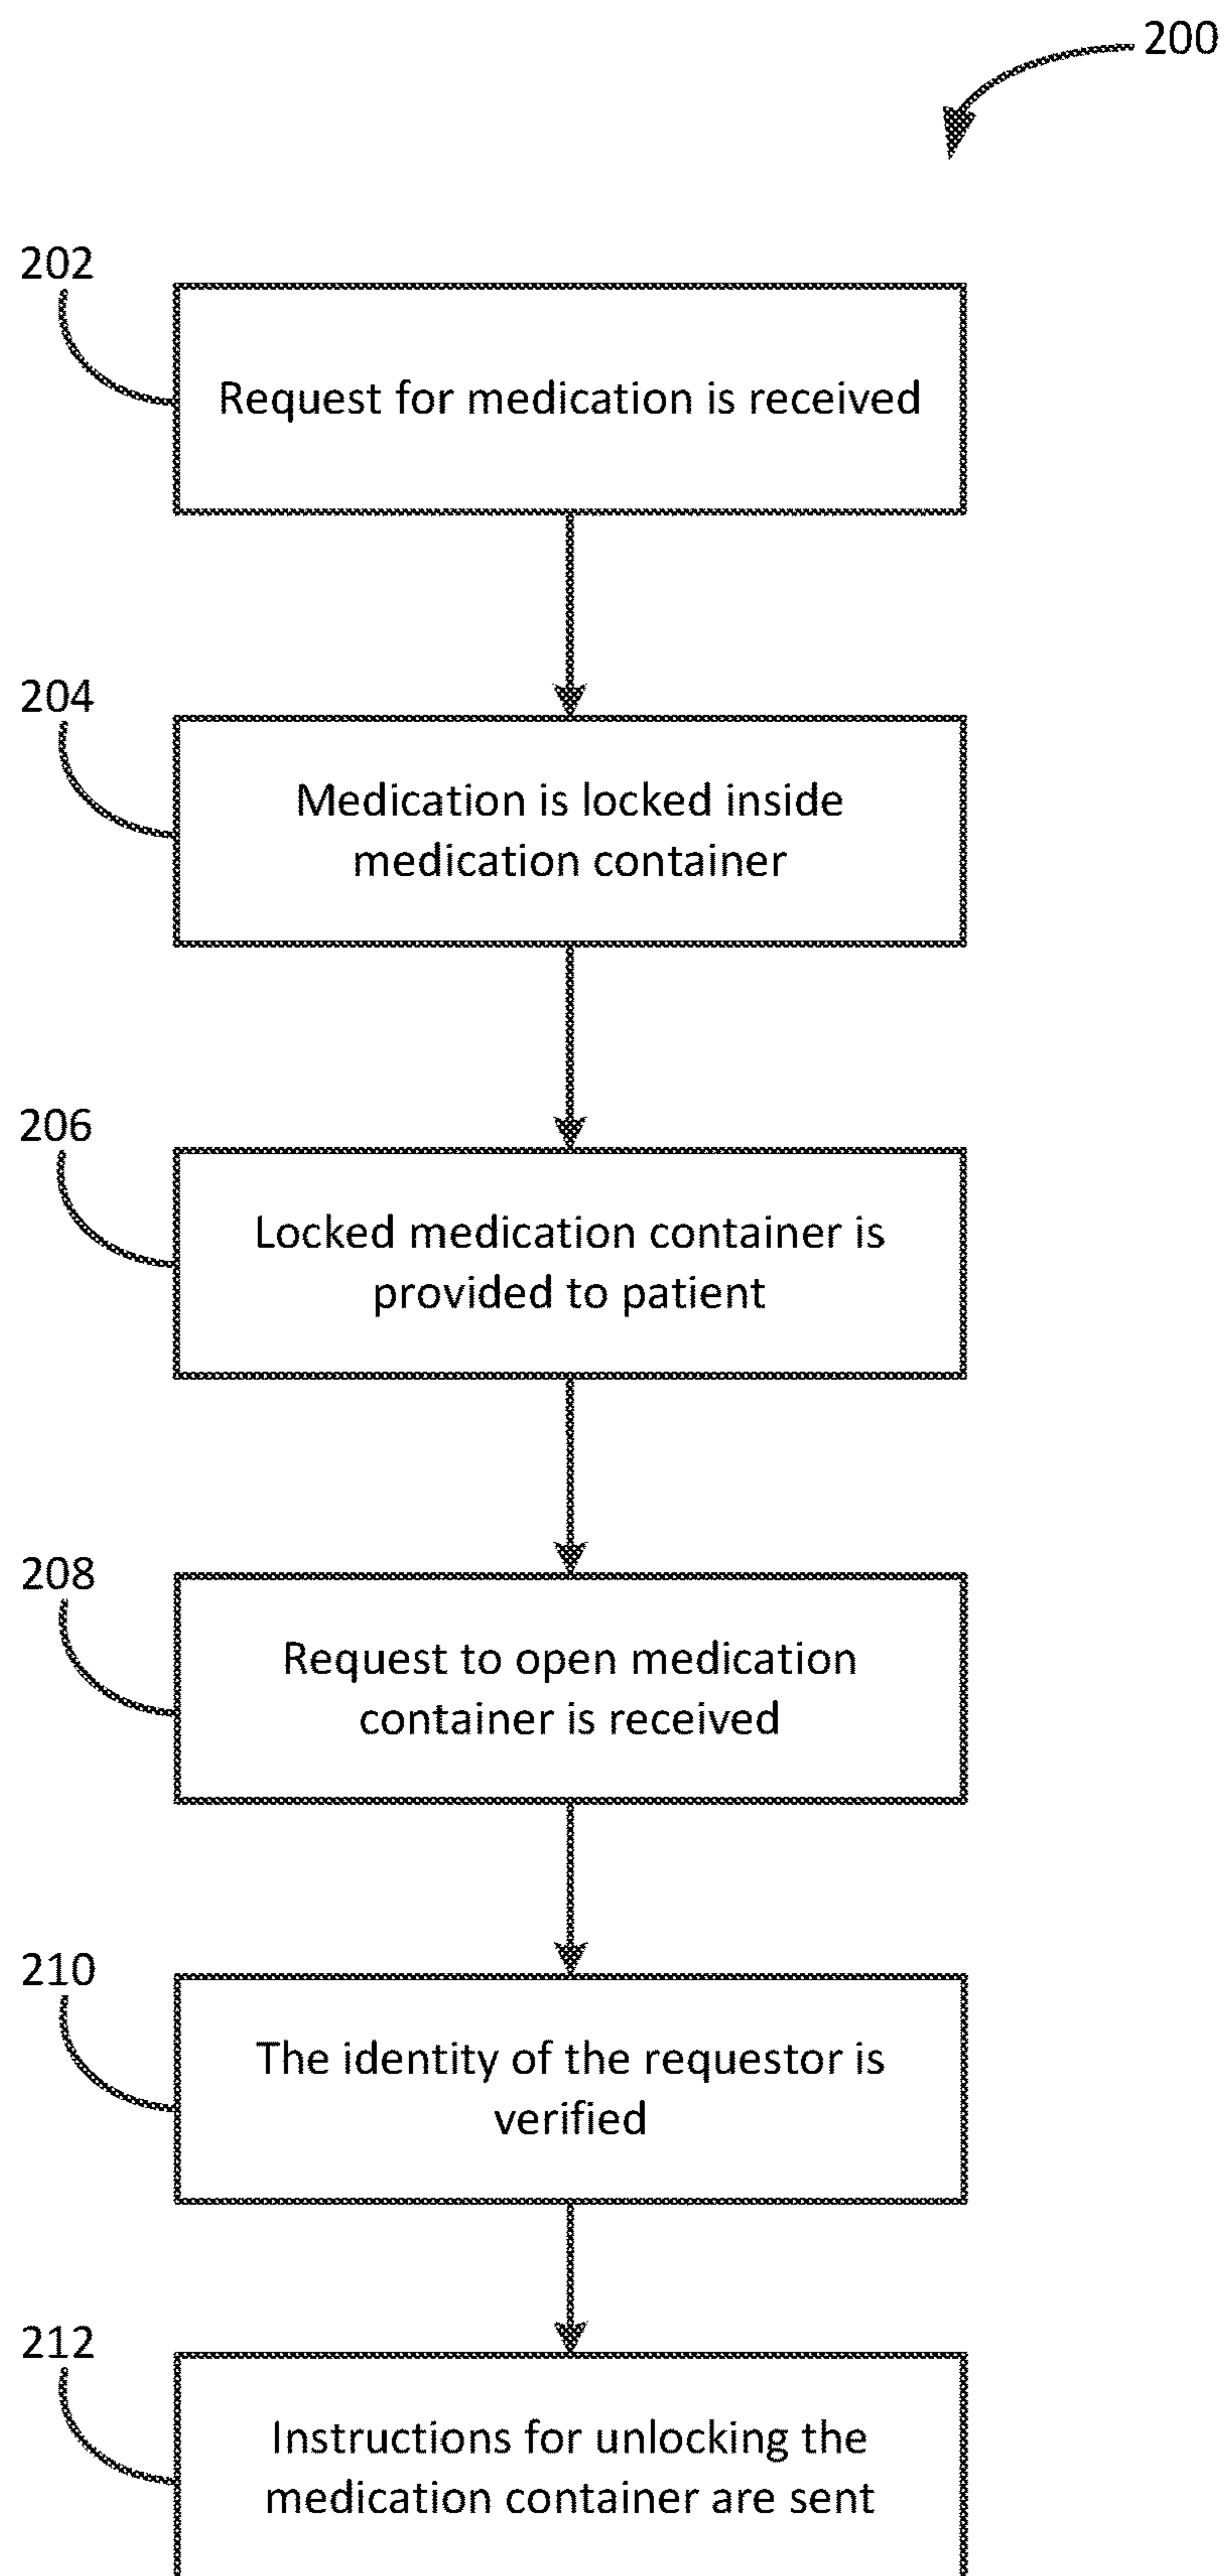 200
202
Request for medication is received
204
Medication is locked inside
medication container
206
Locked medication container is
provided to patient
208
Request to open medication
container is received
210
The identity of the requestor is
verified
212
Instructions for unlocking the
medication container are sent